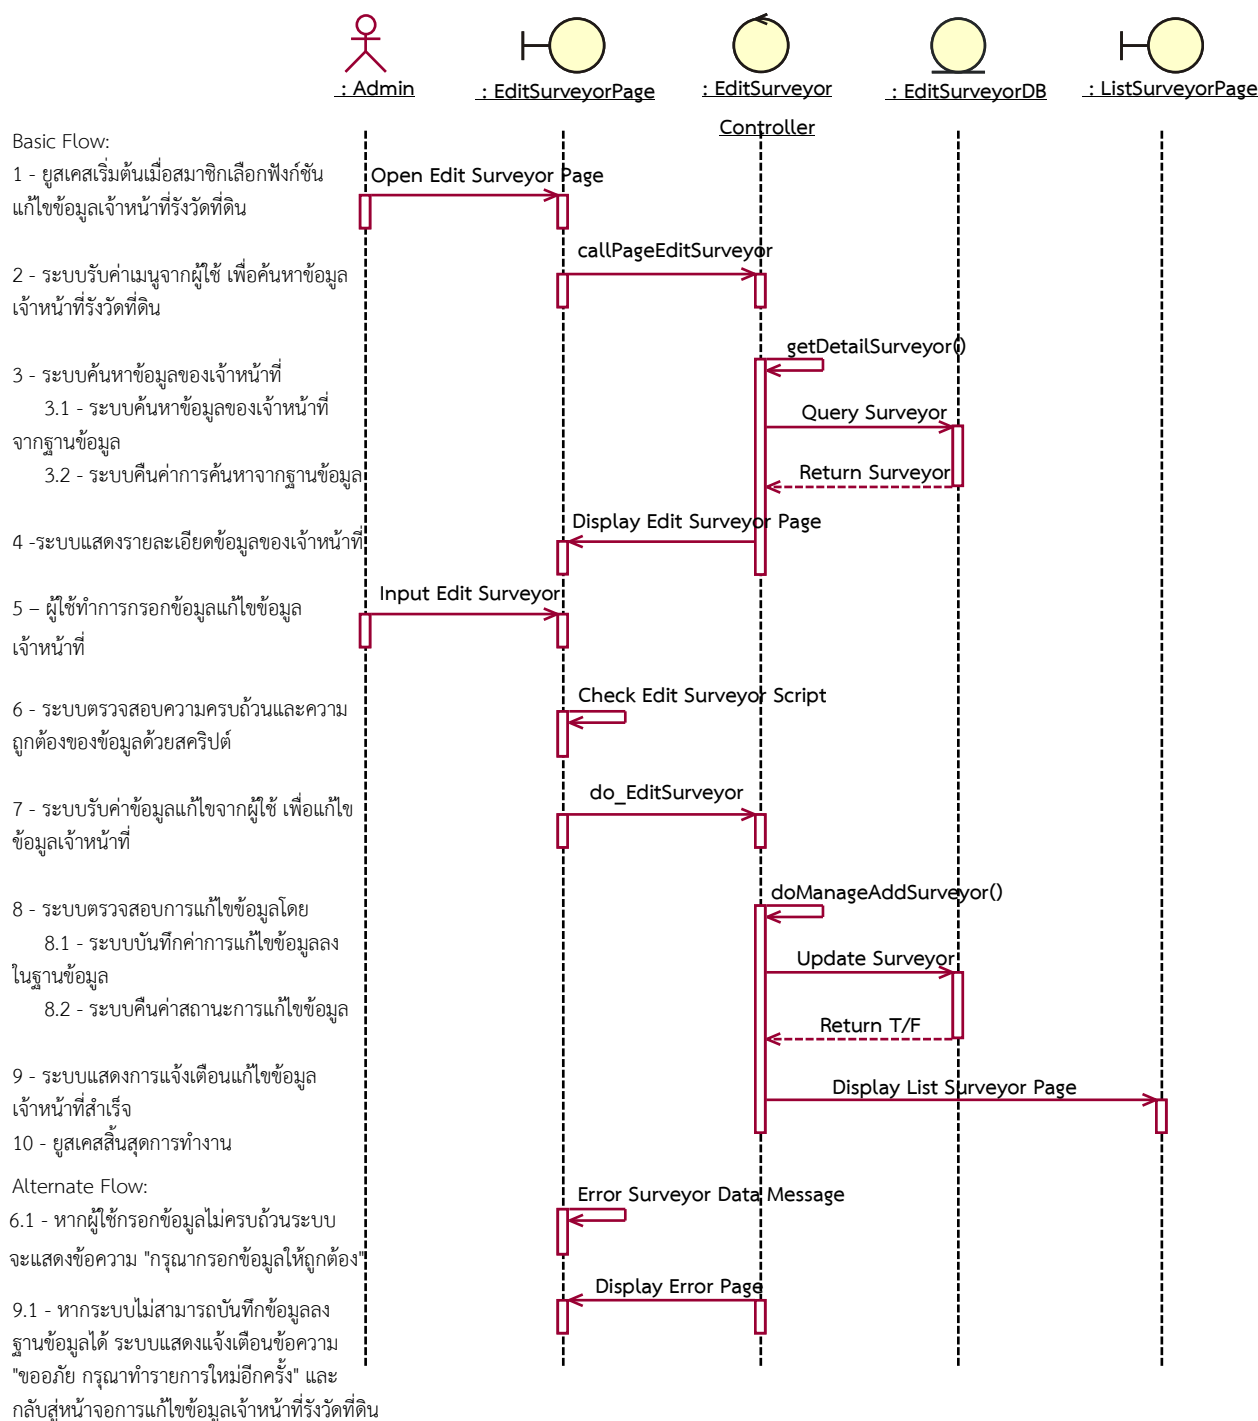 : Admin
: EditSurveyorPage
: EditSurveyor
Controller
: EditSurveyorDB
: ListSurveyorPage
Basic Flow:
1 - ยูสเคสเริ่มต้นเมื่อสมาชิกเลือกฟังก์ชัน
แก้ไขข้อมูลเจ้าหน้าที่รังวัดที่ดิน
Open Edit Surveyor Page
2 - ระบบรับค่าเมนูจากผู้ใช้ เพื่อค้นหาข้อมูล
เจ้าหน้าที่รังวัดที่ดิน
callPageEditSurveyor
3 - ระบบค้นหาข้อมูลของเจ้าหน้าที่
3.1 - ระบบค้นหาข้อมูลของเจ้าหน้าที่
จากฐานข้อมูล
3.2 - ระบบคืนค่าการค้นหาจากฐานข้อมูล
getDetailSurveyor()
Query Surveyor
Return Surveyor
4 -ระบบแสดงรายละเอียดข้อมูลของเจ้าหน้าที่
Display Edit Surveyor Page
5 – ผู้ใช้ทำการกรอกข้อมูลแก้ไขข้อมูล
เจ้าหน้าที่
Input Edit Surveyor
6 - ระบบตรวจสอบความครบถ้วนและความ
ถูกต้องของข้อมูลด้วยสคริปต์
Check Edit Surveyor Script
7 - ระบบรับค่าข้อมูลแก้ไขจากผู้ใช้ เพื่อแก้ไข
ข้อมูลเจ้าหน้าที่
do_EditSurveyor
8 - ระบบตรวจสอบการแก้ไขข้อมูลโดย
8.1 - ระบบบันทึกค่าการแก้ไขข้อมูลลง
ในฐานข้อมูล
8.2 - ระบบคืนค่าสถานะการแก้ไขข้อมูล
doManageAddSurveyor()
Update Surveyor
Return T/F
9 - ระบบแสดงการแจ้งเตือนแก้ไขข้อมูล
เจ้าหน้าที่สำเร็จ
Display List Surveyor Page
10 - ยูสเคสสิ้นสุดการทำงาน
Alternate Flow:
6.1 - หากผู้ใช้กรอกข้อมูลไม่ครบถ้วนระบบ
จะแสดงข้อความ "กรุณากรอกข้อมูลให้ถูกต้อง"
Error Surveyor Data Message
9.1 - หากระบบไม่สามารถบันทึกข้อมูลลง
ฐานข้อมูลได้ ระบบแสดงแจ้งเตือนข้อความ
"ขออภัย กรุณาทำรายการใหม่อีกครั้ง" และ
กลับสู่หน้าจอการแก้ไขข้อมูลเจ้าหน้าที่รังวัดที่ดิน
Display Error Page